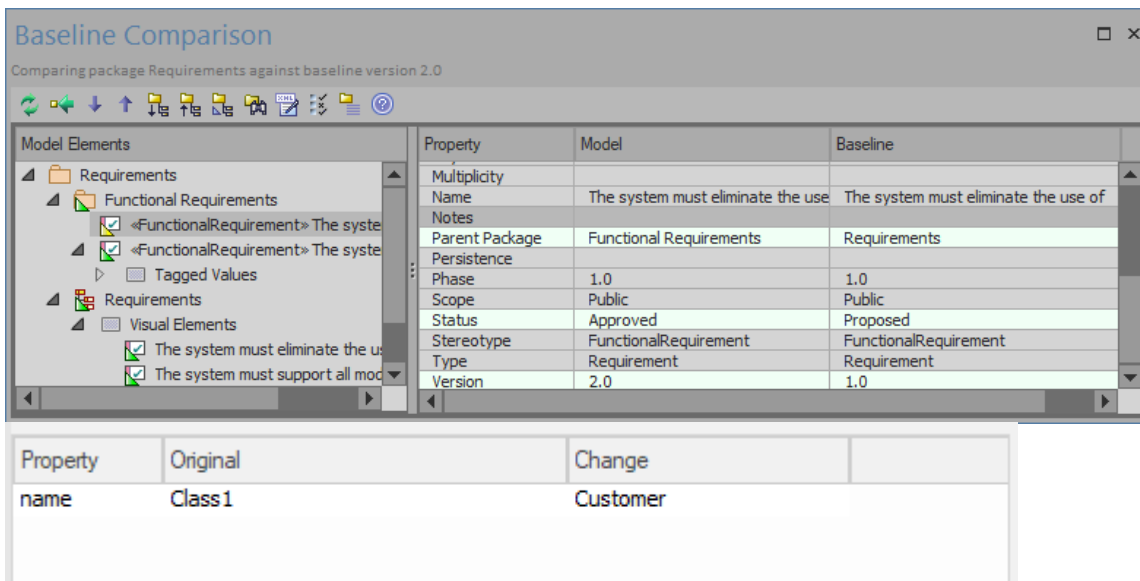 Baseline Comparison
Comparing package Requirements against baseline version 2.0
Model Elements
Requirements
Functional Requirements
«FunctionalRequirement» The syste
«FunctionalRequirement» The syste
Tagged Values
Requirements
Visual Elements
The system must eliminate the us
The system must support all mod
Property Model Baseline
Multiplicity
Name The system must eliminate the use The system must eliminate the use of
Notes
Parent Package Functional Requirements Requirements
Persistence
Phase 1.0 1.0
Scope Public Public
Status Approved Proposed
Stereotype FunctionalRequirement FunctionalRequirement
Type Requirement Requirement
Version 2.0 1.0
Property Original Change
name Class1 Customer